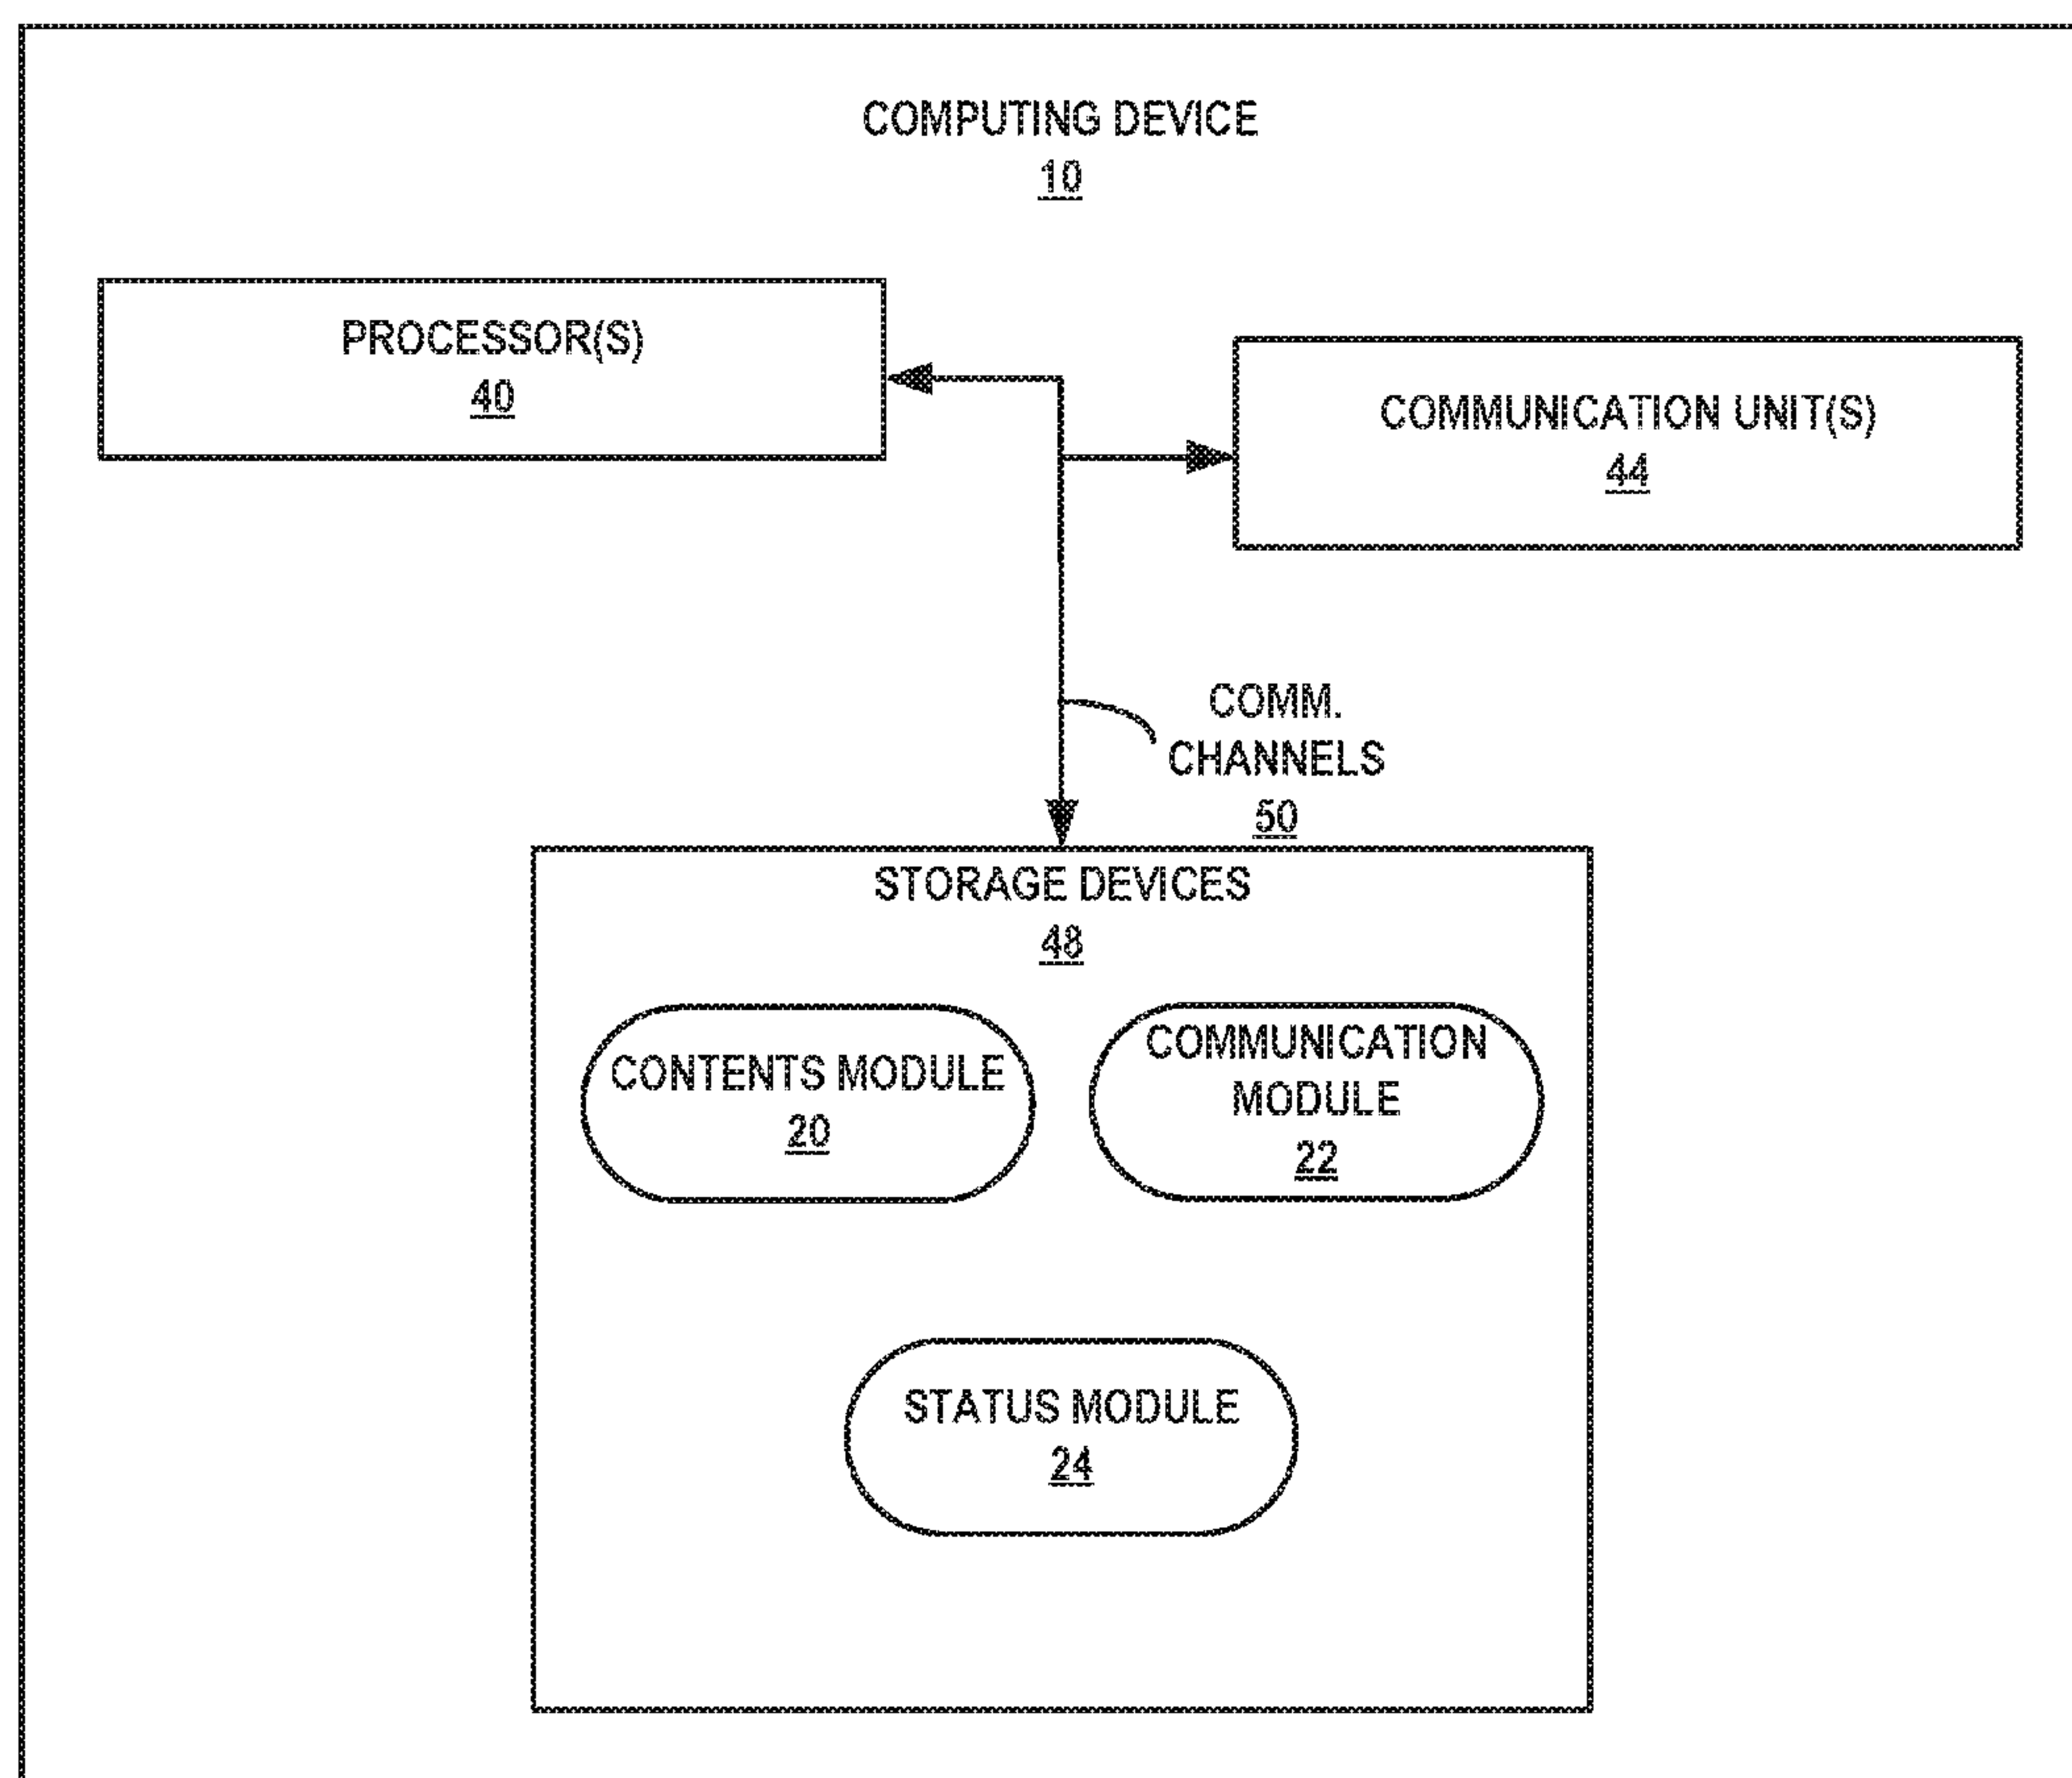 COMPUTING DEVICE
10
PROCESSOR(S)
40
COMMUNICATION UNIT(S)
44
COMM.
CHANNELS
50
STORAGE DEVICES
48
CONTENTS MODULE
20
COMMUNICATION
MODULE
22
STATUS MODULE
24